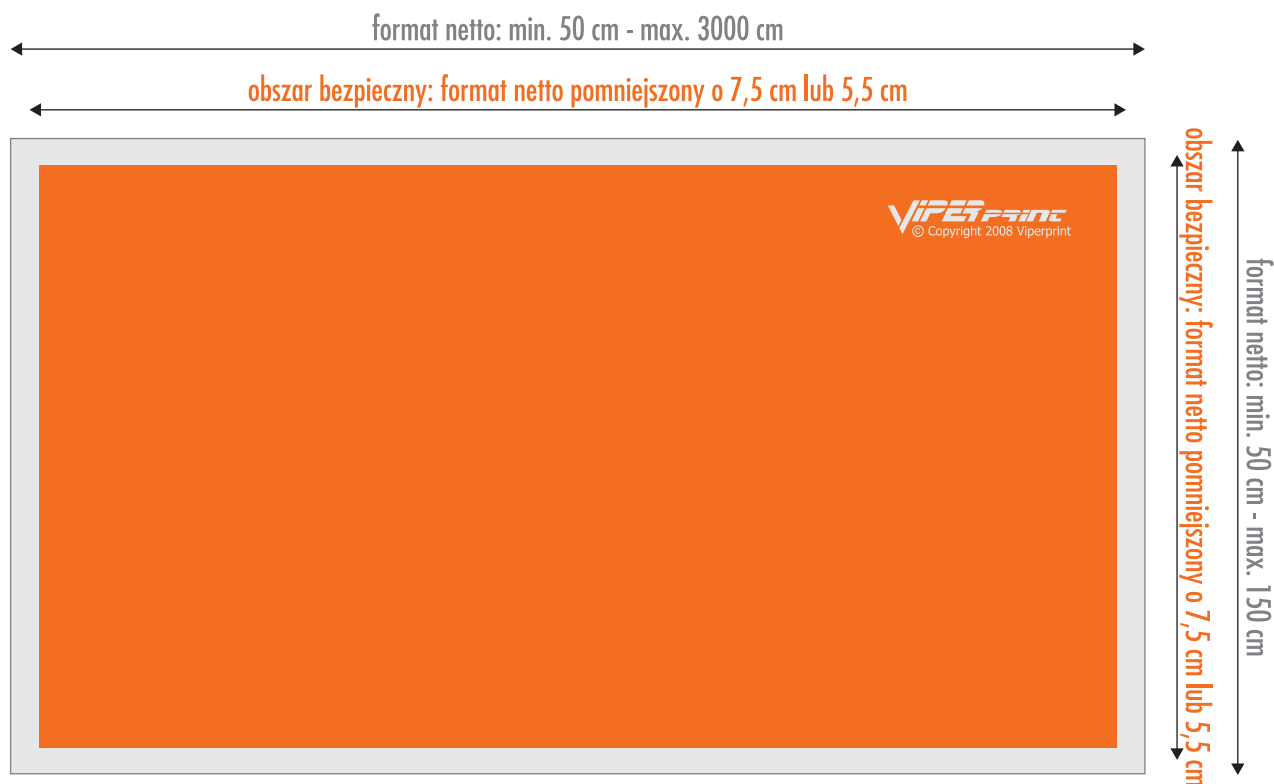 format netto: min. 50 cm - max. 3000 cm
obszar bezpieczny: format netto pomniejszony o 7,5 cm lub 5,5 cm
VIPER PRINT
© Copyright 2008 Viperprint
obszar bezpieczny: format netto pomniejszony o 7,5 cm lub 5,5 cm
format netto: min. 50 cm - max. 150 cm